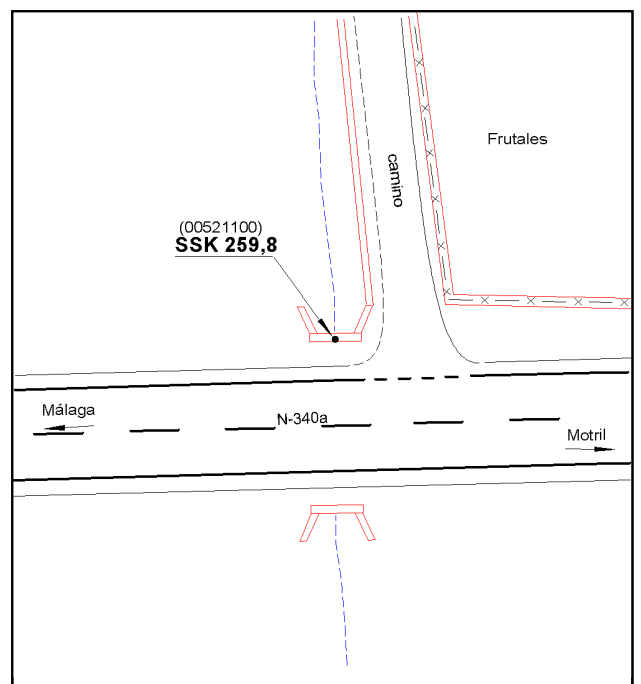 Frutales
camino
(00521100)
SSK 259,8
Málaga
N-340a
Motril